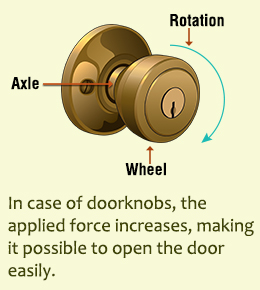 Rotation
Axle
Wheel
In case of doorknobs, the
applied force increases, making
it possible to open the door
easily.